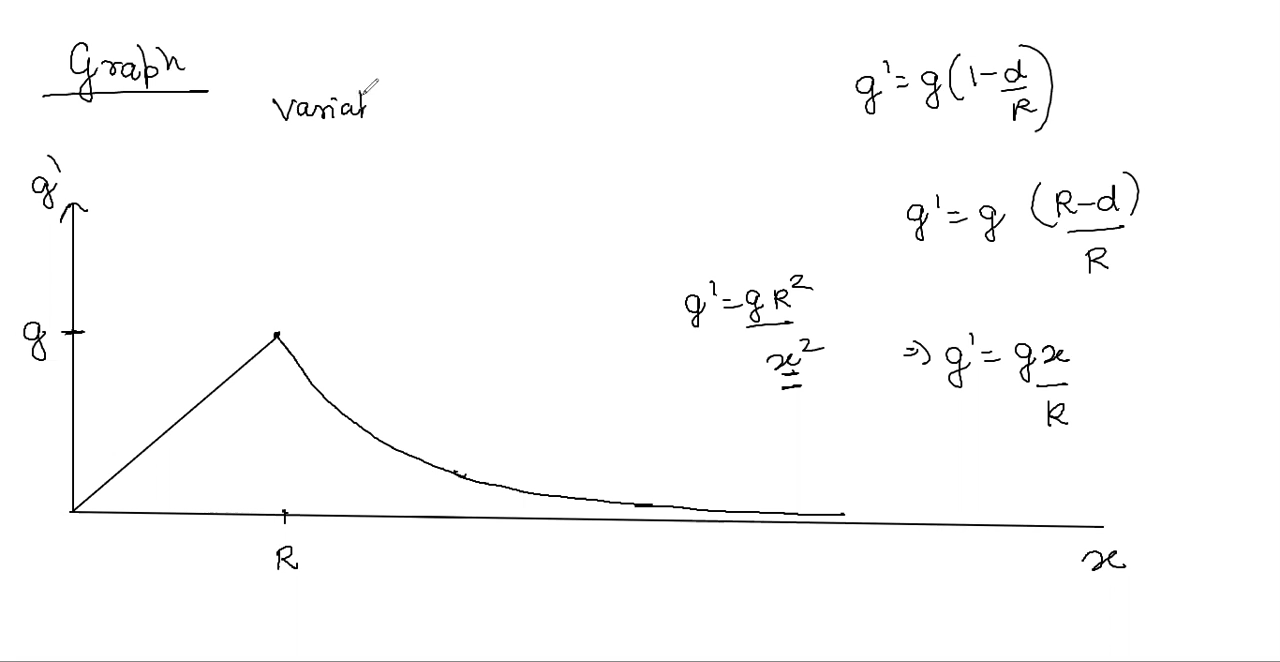 Graph
variat
g'
g
R
x
g' = g(1 - d/R)
g' = g (R-d)/R
g' = gR²/x²
⇒ g' = gx/R